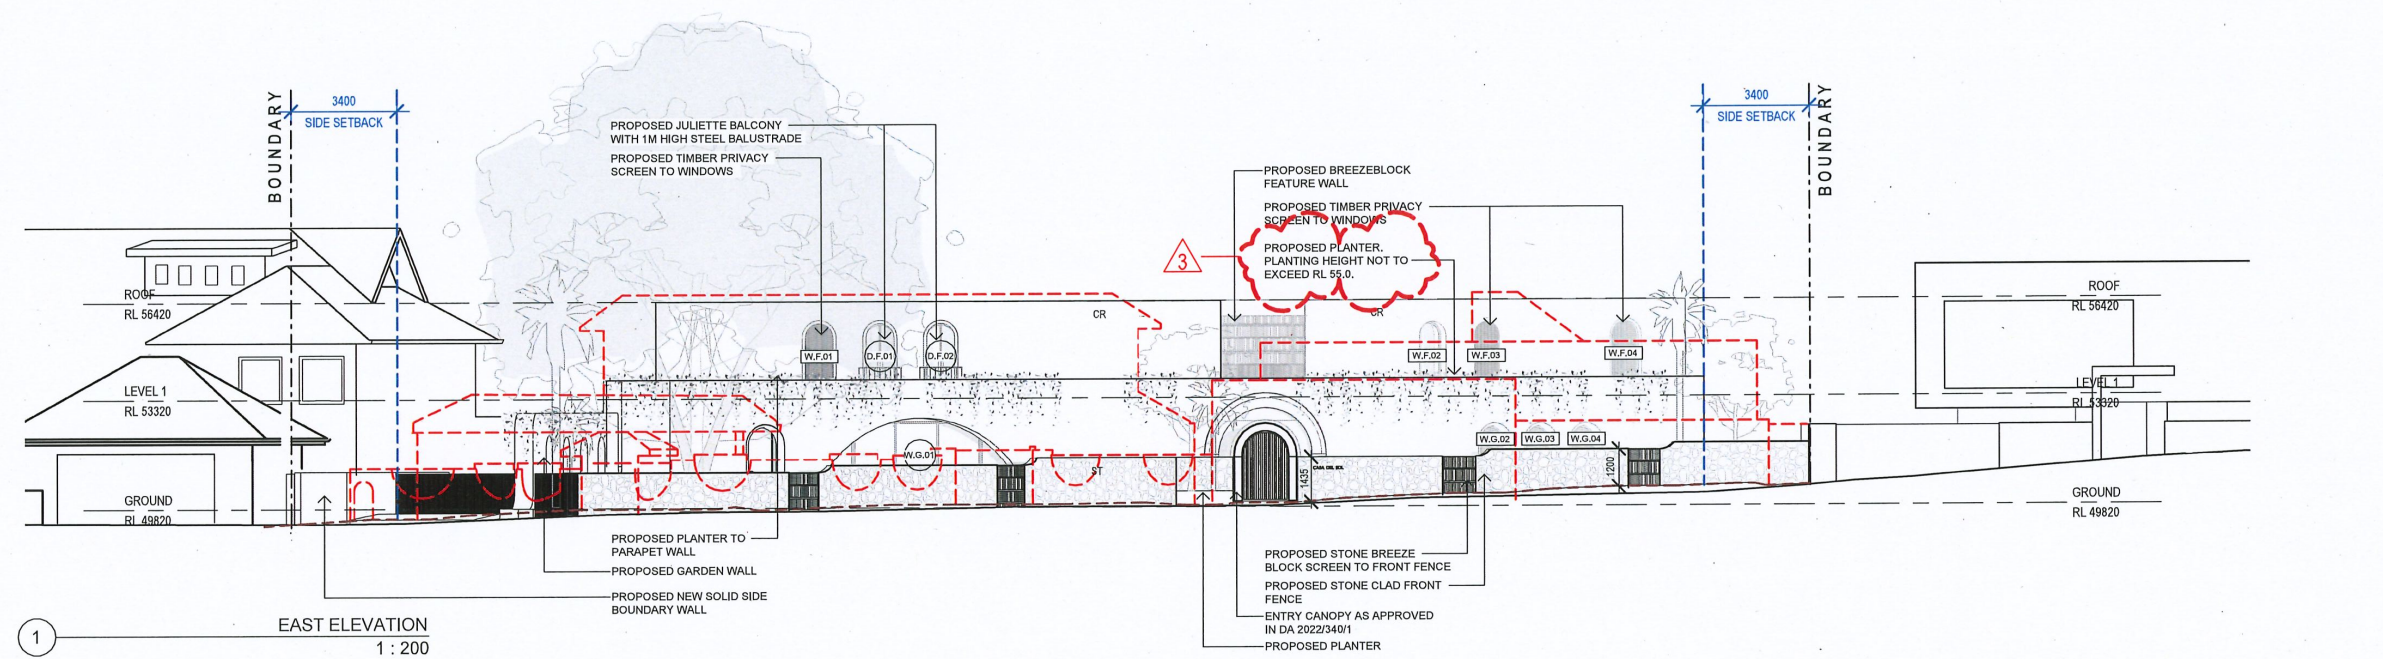 BOUNDARY
3400
SIDE SETBACK
3400
SIDE SETBACK
BOUNDARY
PROPOSED JULIETTE BALCONY
WITH 1M HIGH STEEL BALUSTRADE
PROPOSED TIMBER PRIVACY
SCREEN TO WINDOWS
PROPOSED BREEZEBLOCK
FEATURE WALL
PROPOSED TIMBER PRIVACY
SCREEN TO WINDOWS
3
PROPOSED PLANTER.
PLANTING HEIGHT NOT TO
EXCEED RL 55.0.
ROOF
RL 56420
CR
CR
ROOF
RL 56420
W.F.01
D.F.01
D.F.02
W.F.02
W.F.03
W.F.04
LEVEL 1
RL 53320
LEVEL 1
RL 53320
W.G.01
W.G.02
W.G.03
W.G.04
ST
CASA DEL SOL
1435
1200
GROUND
RL 49820
GROUND
RL 49820
PROPOSED PLANTER TO
PARAPET WALL
PROPOSED GARDEN WALL
PROPOSED NEW SOLID SIDE
BOUNDARY WALL
PROPOSED STONE BREEZE
BLOCK SCREEN TO FRONT FENCE
PROPOSED STONE CLAD FRONT
FENCE
ENTRY CANOPY AS APPROVED
IN DA 2022/340/1
PROPOSED PLANTER
1
EAST ELEVATION
1 : 200